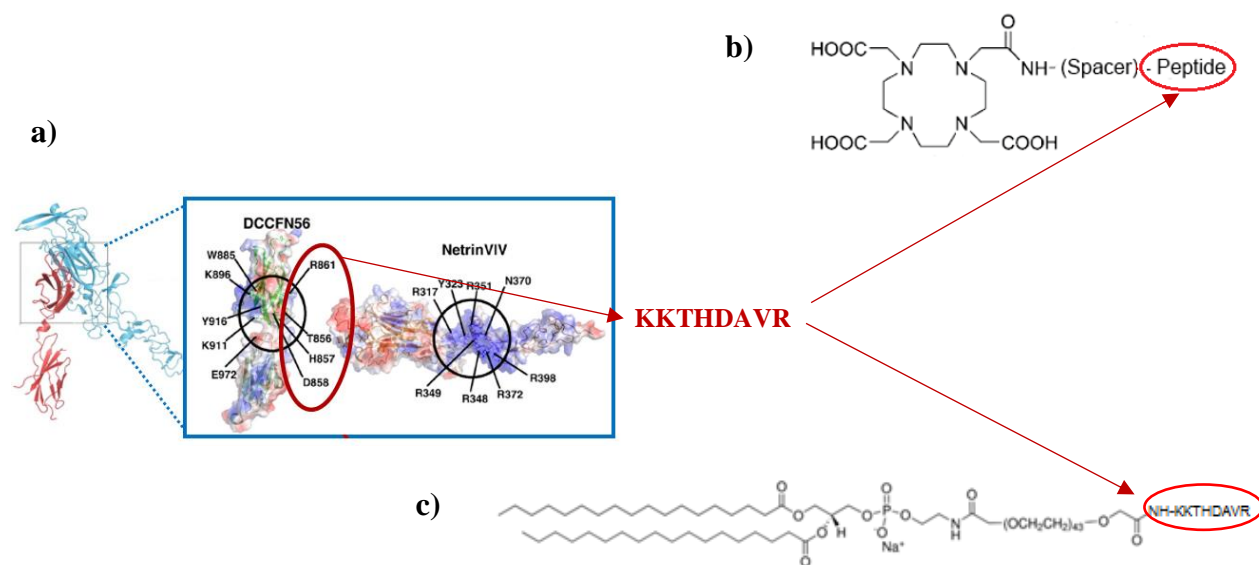 a)
DCCFN56
W885
K896
R861
Y916
K911
E972
T856
H857
D858
NetrinVIV
Y323
R351
N370
R317
R349
R348
R372
R398
KKTHDAVR
b)
HOOC
O
N
N
NH- (Spacer) - Peptide
HOOC
N
N
COOH
c)
O
O
O
O
H
O
P
O
O-
Na+
N
H
O
(OCH2CH2)43
O
O
NH-KKTHDAVR